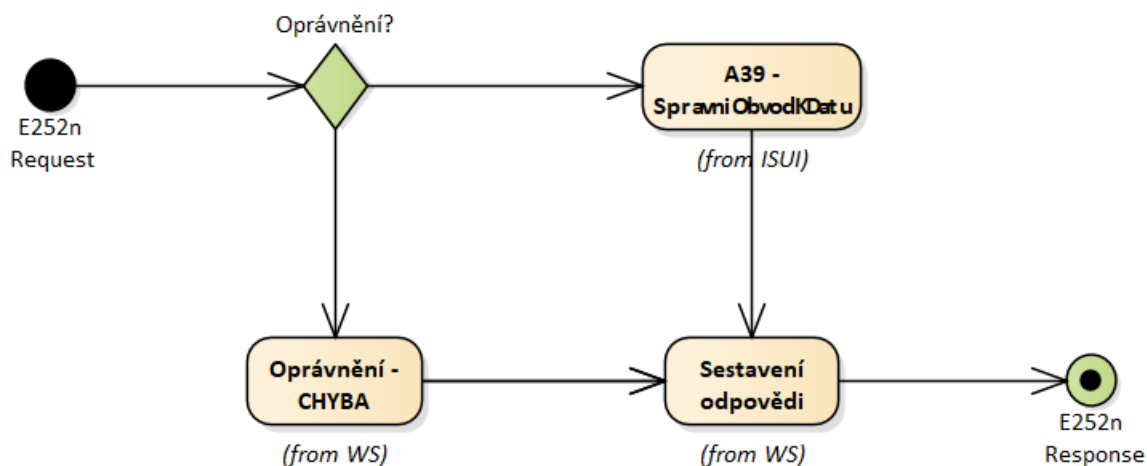 Oprávnění?
E252n
Request
A39 -
SpravniObvodKDatu
(from ISUI)
Oprávnění -
CHYBA
(from WS)
Sestavení
odpovědi
(from WS)
E252n
Response